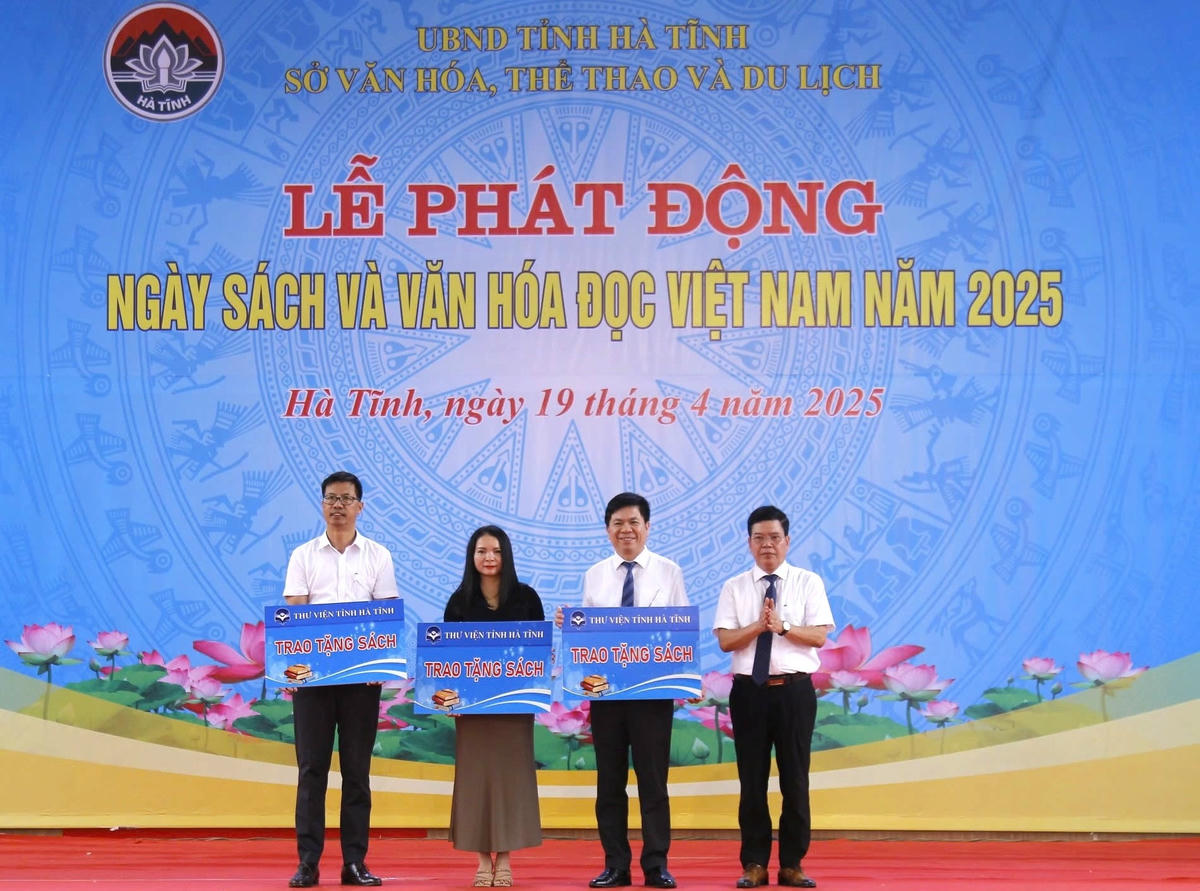 HÀ TĨNH
UBND TỈNH HÀ TĨNH
SỞ VĂN HÓA, THỂ THAO VÀ DU LỊCH
LỄ PHÁT ĐỘNG
NGÀY SÁCH VÀ VĂN HÓA ĐỌC VIỆT NAM NĂM 2025
Hà Tĩnh, ngày 19 tháng 4 năm 2025
THƯ VIỆN TỈNH HÀ TĨNH
TRAO TẶNG SÁCH
THƯ VIỆN TỈNH HÀ TĨNH
TRAO TẶNG SÁCH
THƯ VIỆN TỈNH HÀ TĨNH
TRAO TẶNG SÁCH